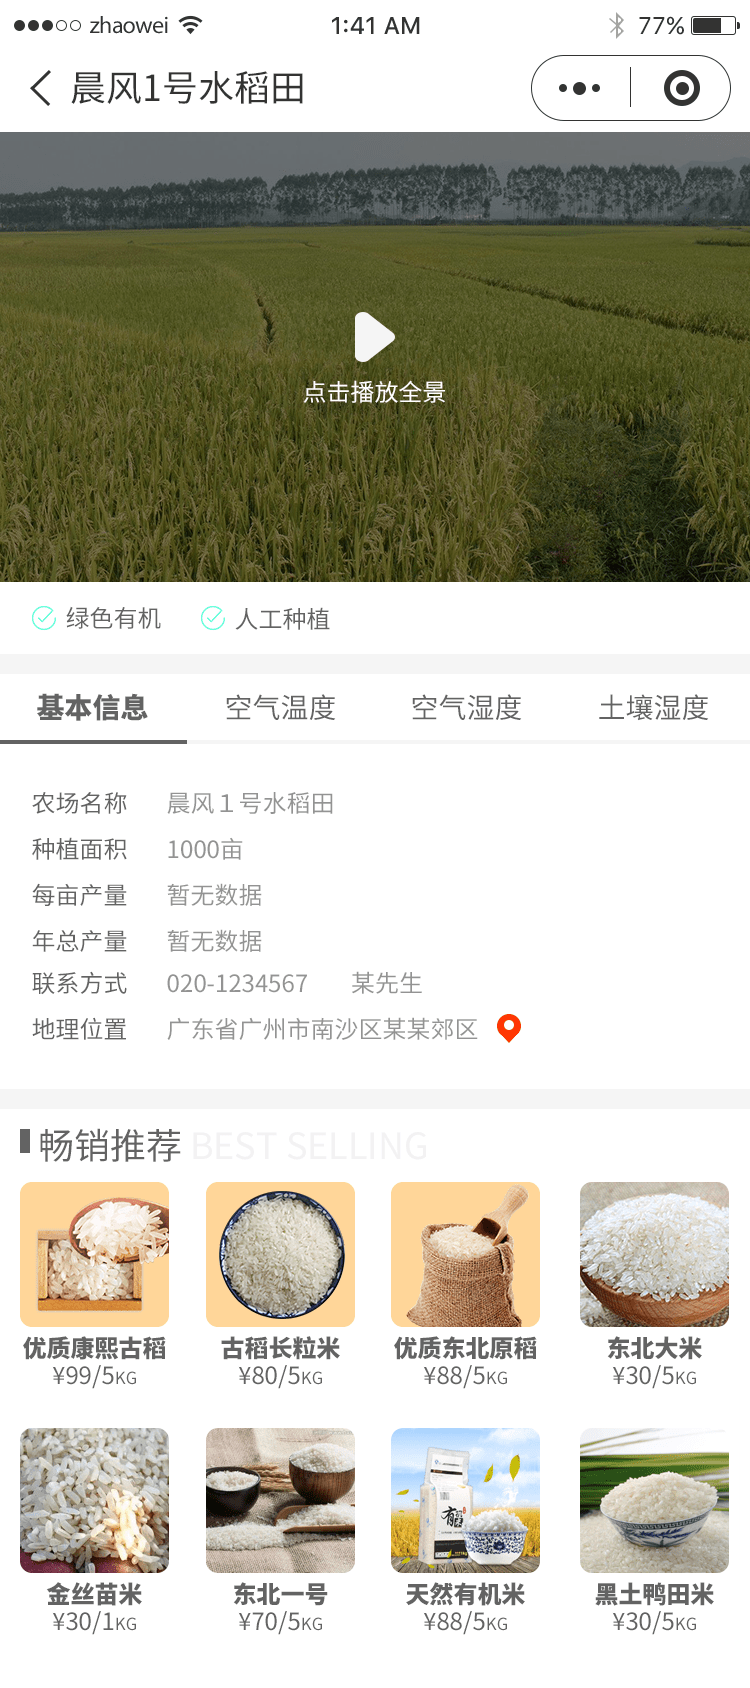 zhaowei 1:41 AM 77%
晨风1号水稻田
点击播放全景
绿色有机 人工种植
基本信息 空气温度 空气湿度 土壤湿度
农场名称 晨风１号水稻田
种植面积 1000亩
每亩产量 暂无数据
年总产量 暂无数据
联系方式 020-1234567 某先生
地理位置 广东省广州市南沙区某某郊区
畅销推荐 BEST SELLING
优质康熙古稻 古稻长粒米 优质东北原稻 东北大米
¥99/5KG ¥80/5KG ¥88/5KG ¥30/5KG
有
金丝苗米 东北一号 天然有机米 黑土鸭田米
¥30/1KG ¥70/5KG ¥88/5KG ¥30/5KG